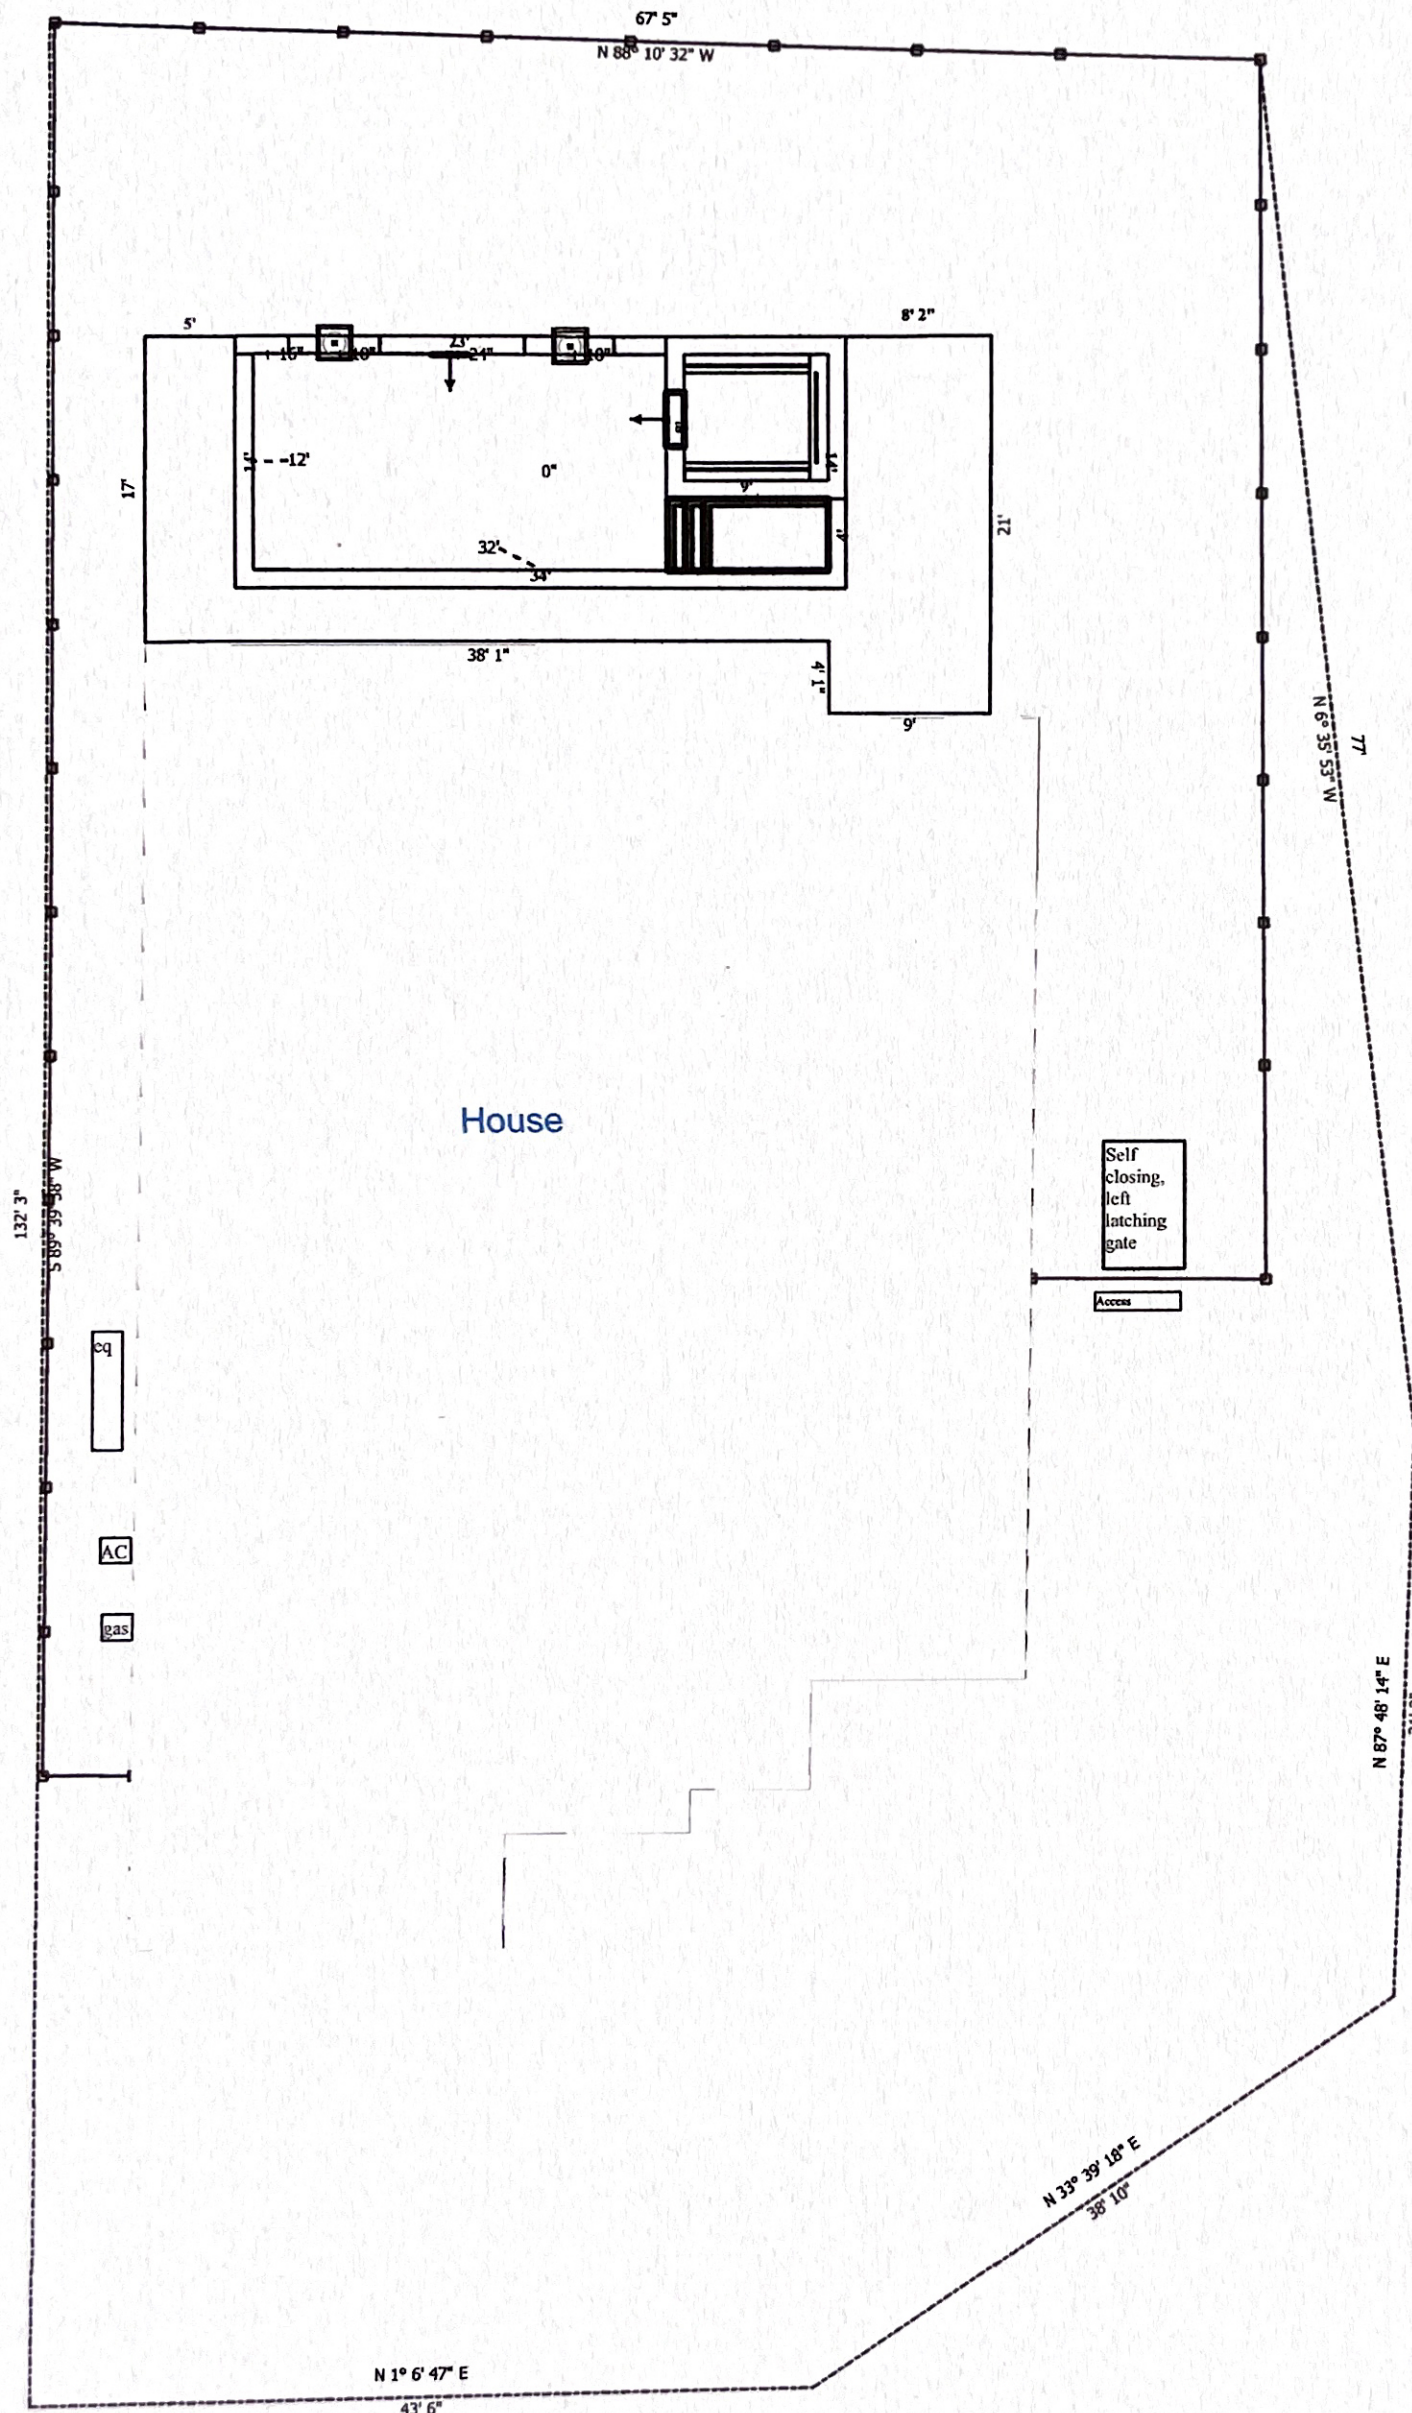 67' 5"
N 88° 10' 32" W
5'
8' 2"
23'
16"
10"
24"
10"
14'
12'
0"
17'
9'
14'
4'
21'
32'
34'
38' 1"
4' 1"
9'
N 6° 35' 53" W
77'
House
132' 3"
S 89° 39' 58" W
Self
closing,
left
latching
gate
Access
eq
AC
gas
N 87° 48' 14" E
N 33° 39' 18" E
38' 10"
N 1° 6' 47" E
43' 6"